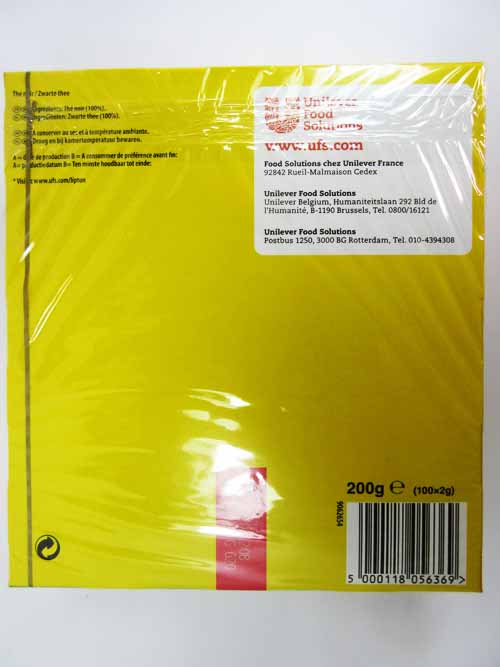 Thé noir / Zwarte thee
Ingrédients: Thé noir (100%).
Ingrediënten: Zwarte thee (100%).
A conserver au sec et à température ambiante.
Droog en bij kamertemperatuur bewaren.
A = date de production B = A consommer de préférence avant fin:
A = productiedatum B = Ten minste houdbaar tot einde:
* Visit: www.ufs.com/lipton
Unilever
Food
Solutions
www.ufs.com
Food Solutions chez Unilever France
92842 Rueil-Malmaison Cedex
Unilever Food Solutions
Unilever Belgium, Humaniteitslaan 292 Bld de
l'Humanité, B-1190 Brussels, Tel. 0800/16121
Unilever Food Solutions
Postbus 1250, 3000 BG Rotterdam, Tel. 010-4394308
200g e (100x2g)
9062654
5 000118 056369 >